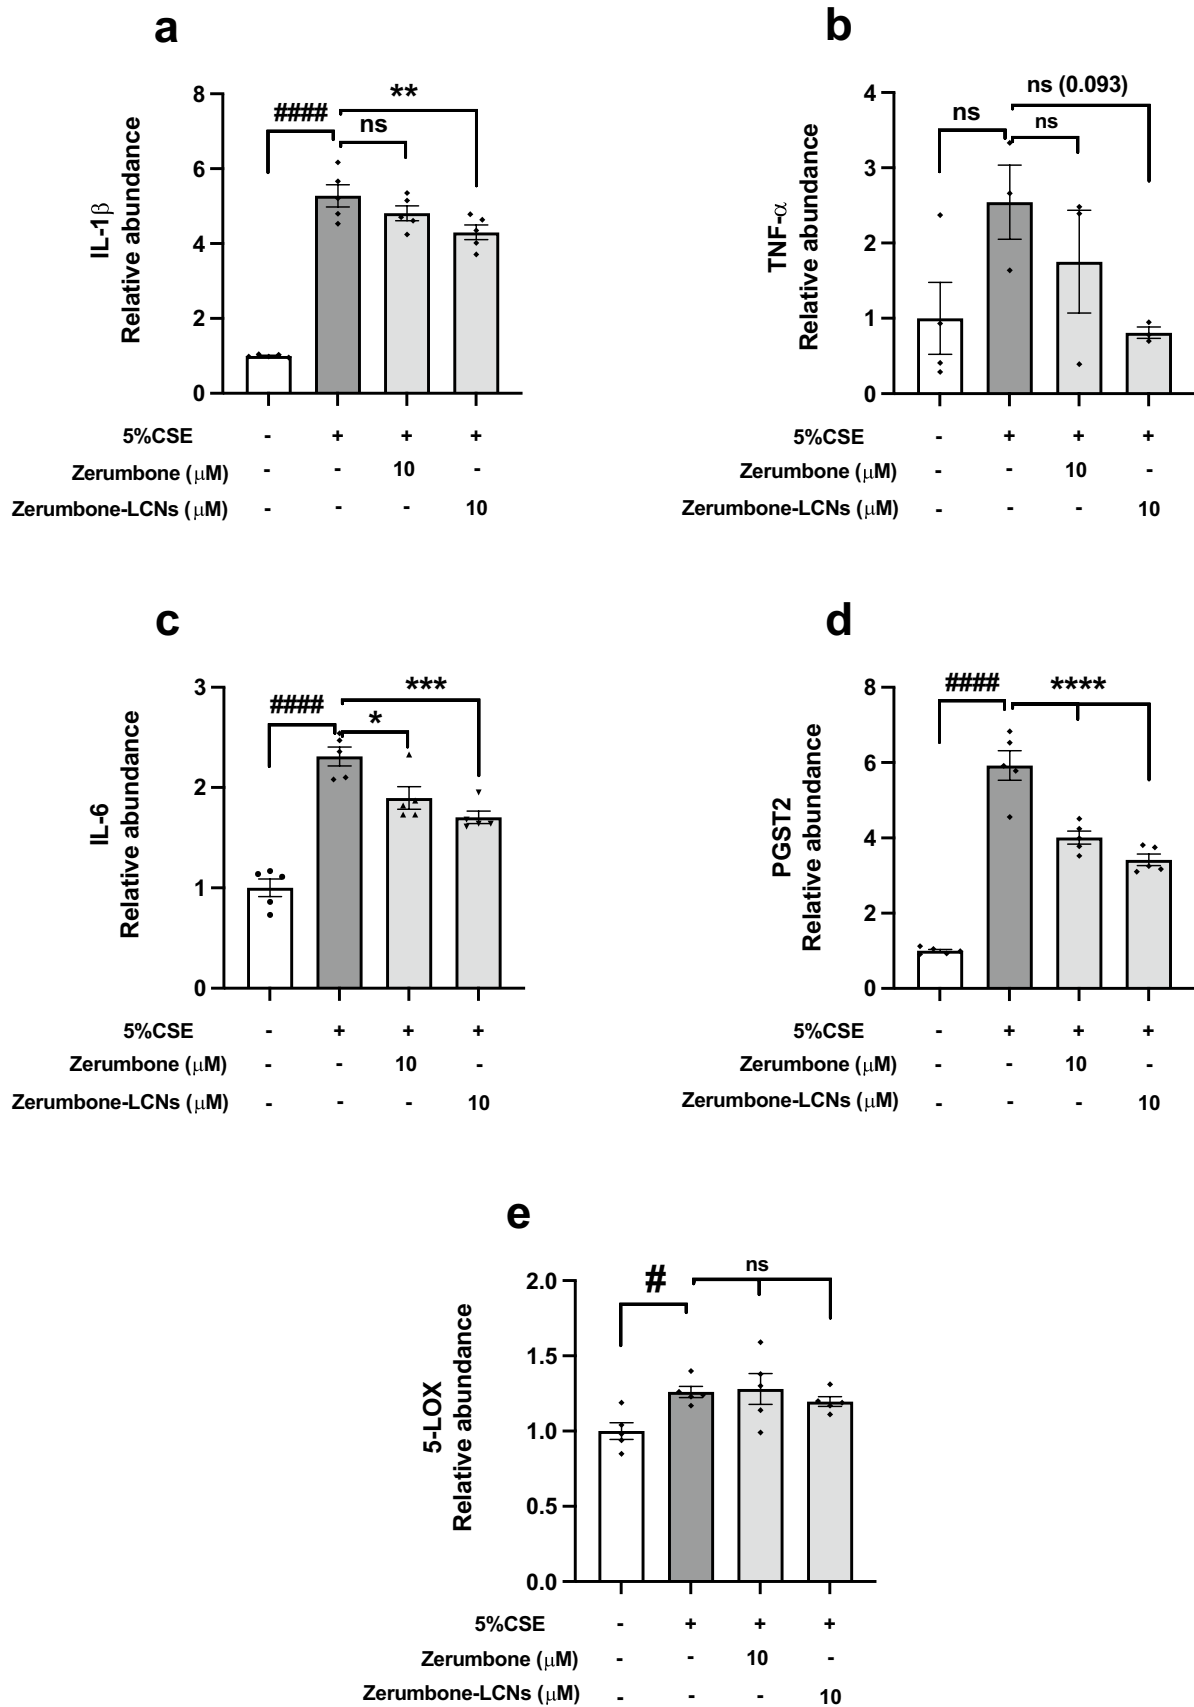 a
IL-1β
Relative abundance
8
6
4
2
0
####
**
ns
5%CSE - + + +
Zerumbone (μM) - - 10 -
Zerumbone-LCNs (μM) - - - 10
b
TNF-α
Relative abundance
4
3
2
1
0
ns
ns (0.093)
ns
5%CSE - + + +
Zerumbone (μM) - - 10 -
Zerumbone-LCNs (μM) - - - 10
c
IL-6
Relative abundance
3
2
1
0
####
***
*
5%CSE - + + +
Zerumbone (μM) - - 10 -
Zerumbone-LCNs (μM) - - - 10
d
PGST2
Relative abundance
8
6
4
2
0
####
****
5%CSE - + + +
Zerumbone (μM) - - 10 -
Zerumbone-LCNs (μM) - - - 10
e
5-LOX
Relative abundance
2.0
1.5
1.0
0.5
0.0
#
ns
5%CSE - + + +
Zerumbone (μM) - - 10 -
Zerumbone-LCNs (μM) - - - 10